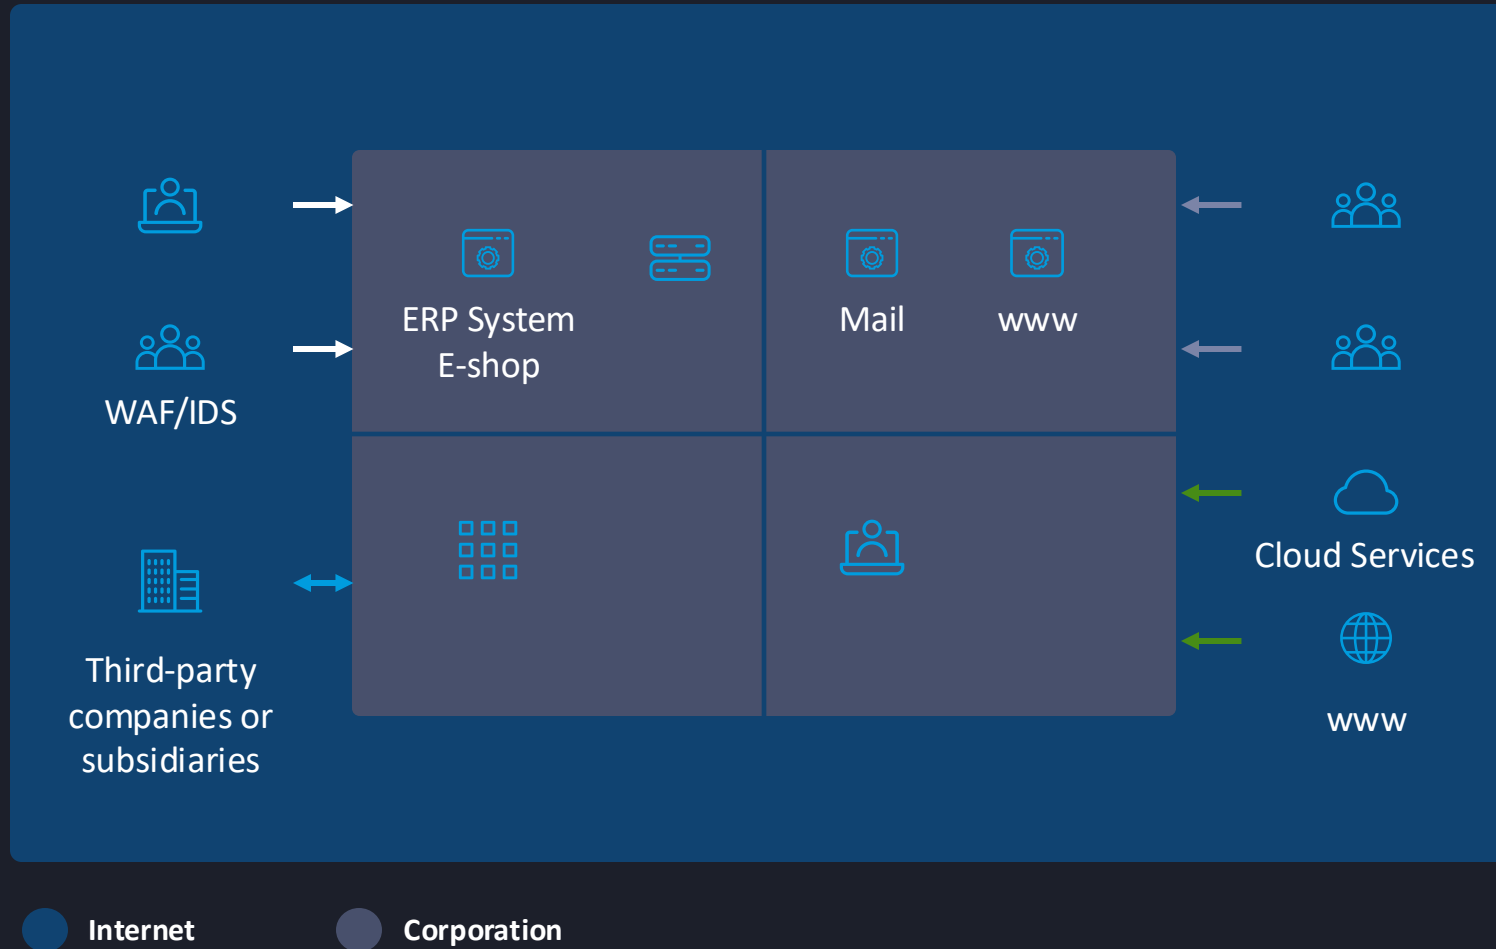 ERP System
E-shop
Mail
www
WAF/IDS
Cloud Services
Third-party
companies or
subsidiaries
www
Internet
Corporation